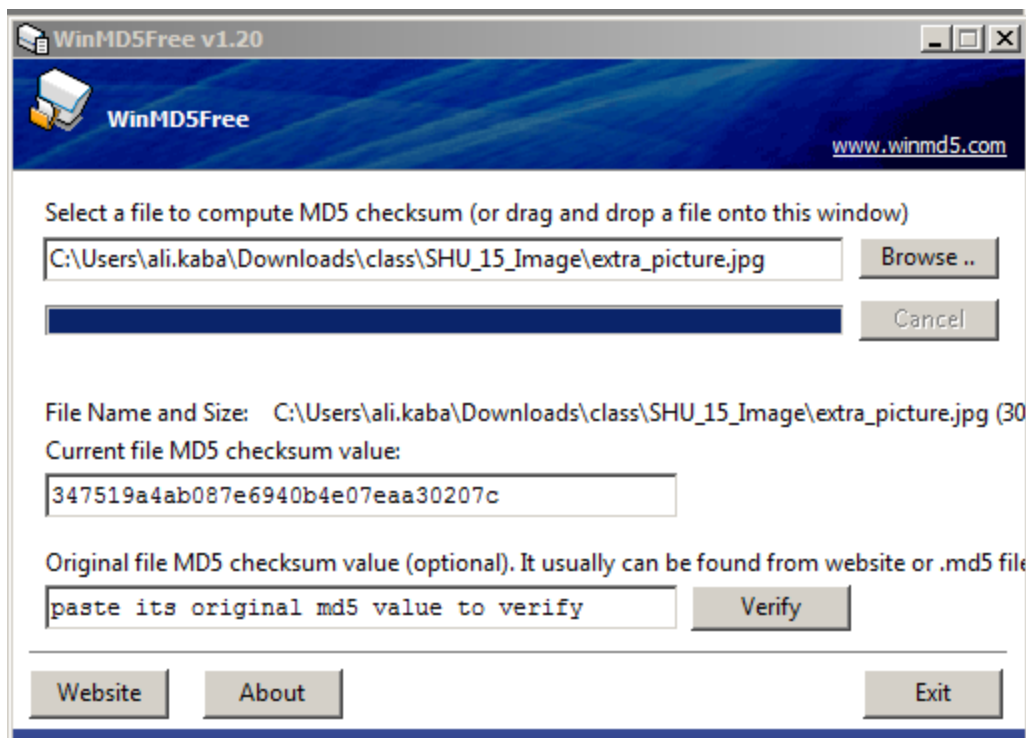 WinMD5Free v1.20
WinMD5Free
www.winmd5.com
Select a file to compute MD5 checksum (or drag and drop a file onto this window)
C:\Users\ali.kaba\Downloads\class\SHU_15_Image\extra_picture.jpg Browse ..
Cancel
File Name and Size: C:\Users\ali.kaba\Downloads\class\SHU_15_Image\extra_picture.jpg (30
Current file MD5 checksum value:
347519a4ab087e6940b4e07eaa30207c
Original file MD5 checksum value (optional). It usually can be found from website or .md5 file
paste its original md5 value to verify Verify
Website About Exit